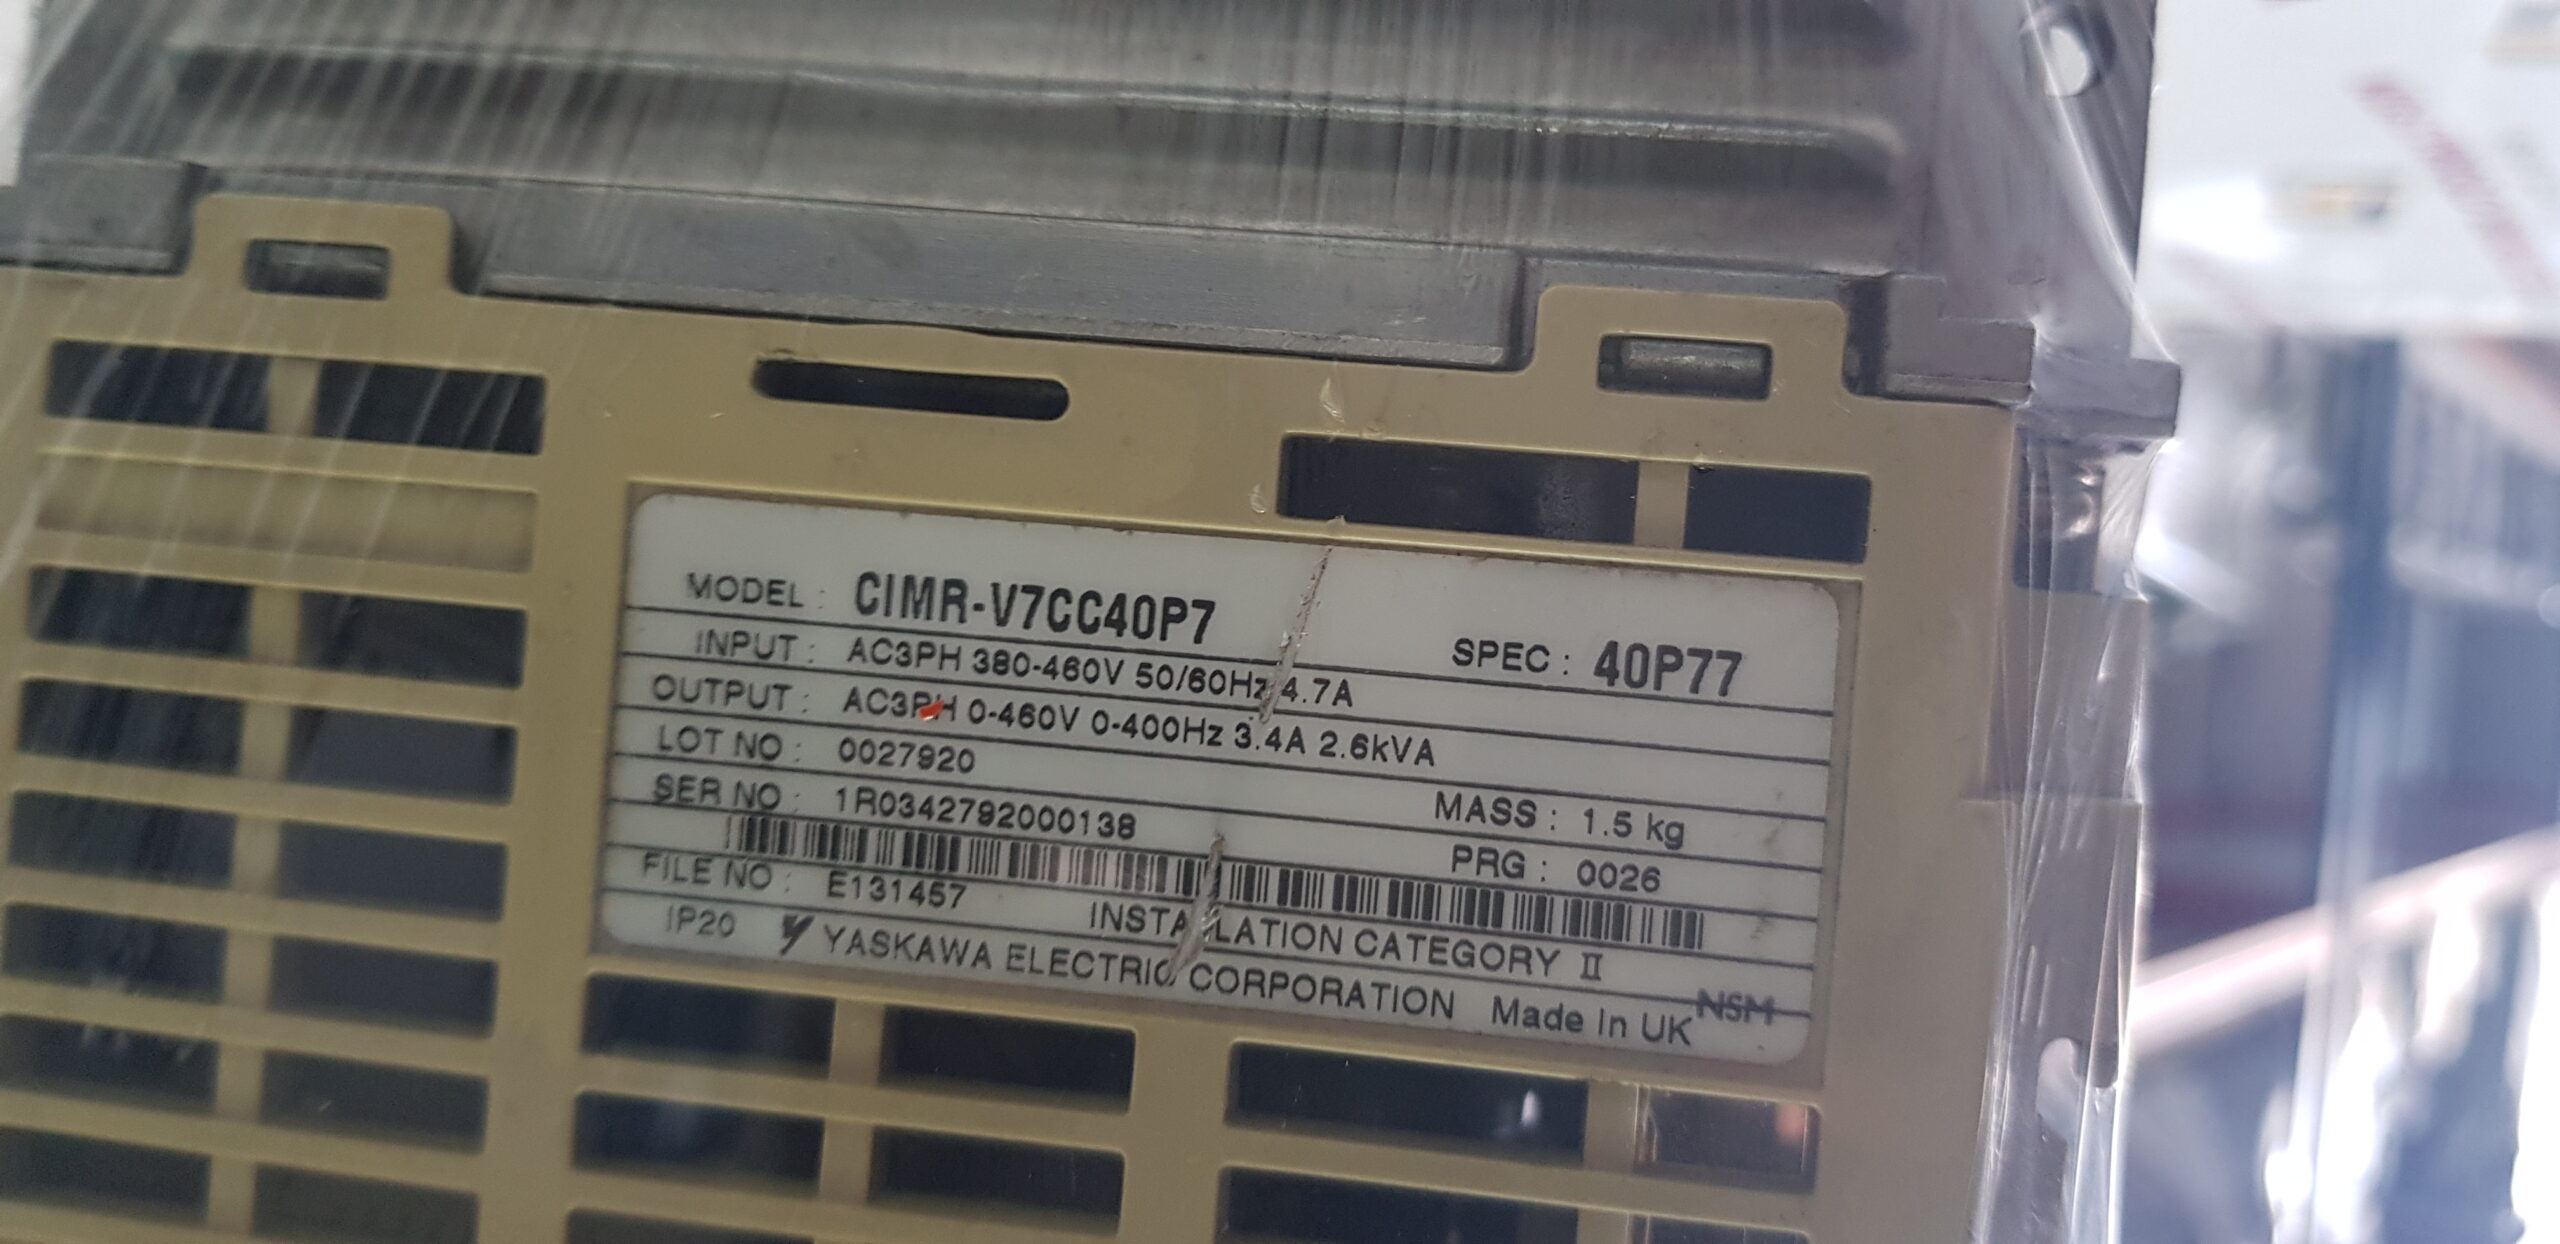 MODEL : CIMR-V7CC40P7 SPEC : 40P77
INPUT : AC3PH 380-460V 50/60Hz 4.7A
OUTPUT : AC3PH 0-460V 0-400Hz 3.4A 2.6kVA
LOT NO : 0027920 MASS : 1.5 kg
SER NO : 1R0342792000138 PRG : 0026
FILE NO : E131457 INSTALLATION CATEGORY II
IP20 YASKAWA ELECTRIC CORPORATION Made In UK NSM